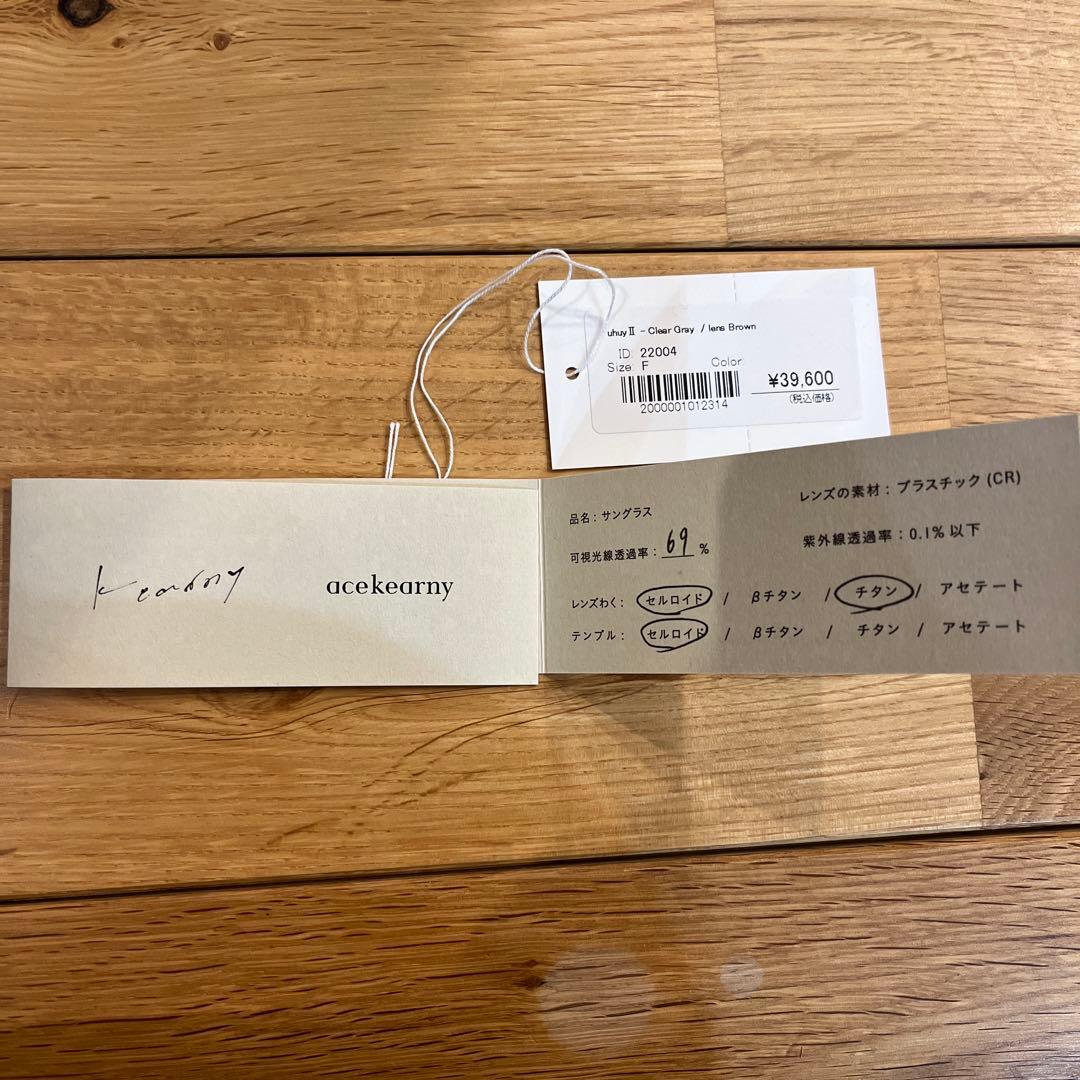 uhuyⅡ - Clear Gray / lens Brown
ID: 22004
Size: F Color:
¥39,600
(税込価格)
2000001012314
kearny
acekearny
品名：サングラス
可視光線透過率：69 %
レンズわく：セルロイド / βチタン / チタン / アセテート
テンプル：セルロイド / βチタン / チタン / アセテート
レンズの素材：プラスチック (CR)
紫外線透過率：0.1% 以下